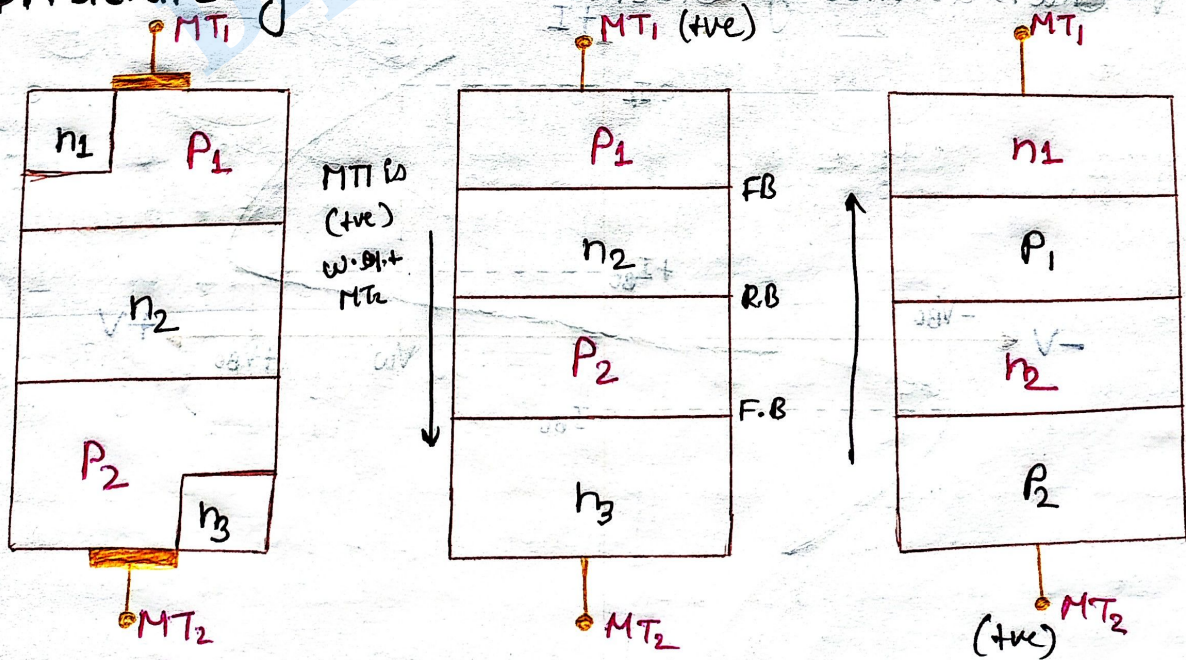 MT1
n1
P1
n2
P2
n3
MT2
MT1 is
(+ve)
w.r.t
MT2
MT1 (+ve)
P1
FB
n2
R.B
P2
F.B
n3
MT2
MT1
n1
P1
n2
P2
MT2
(+ve)